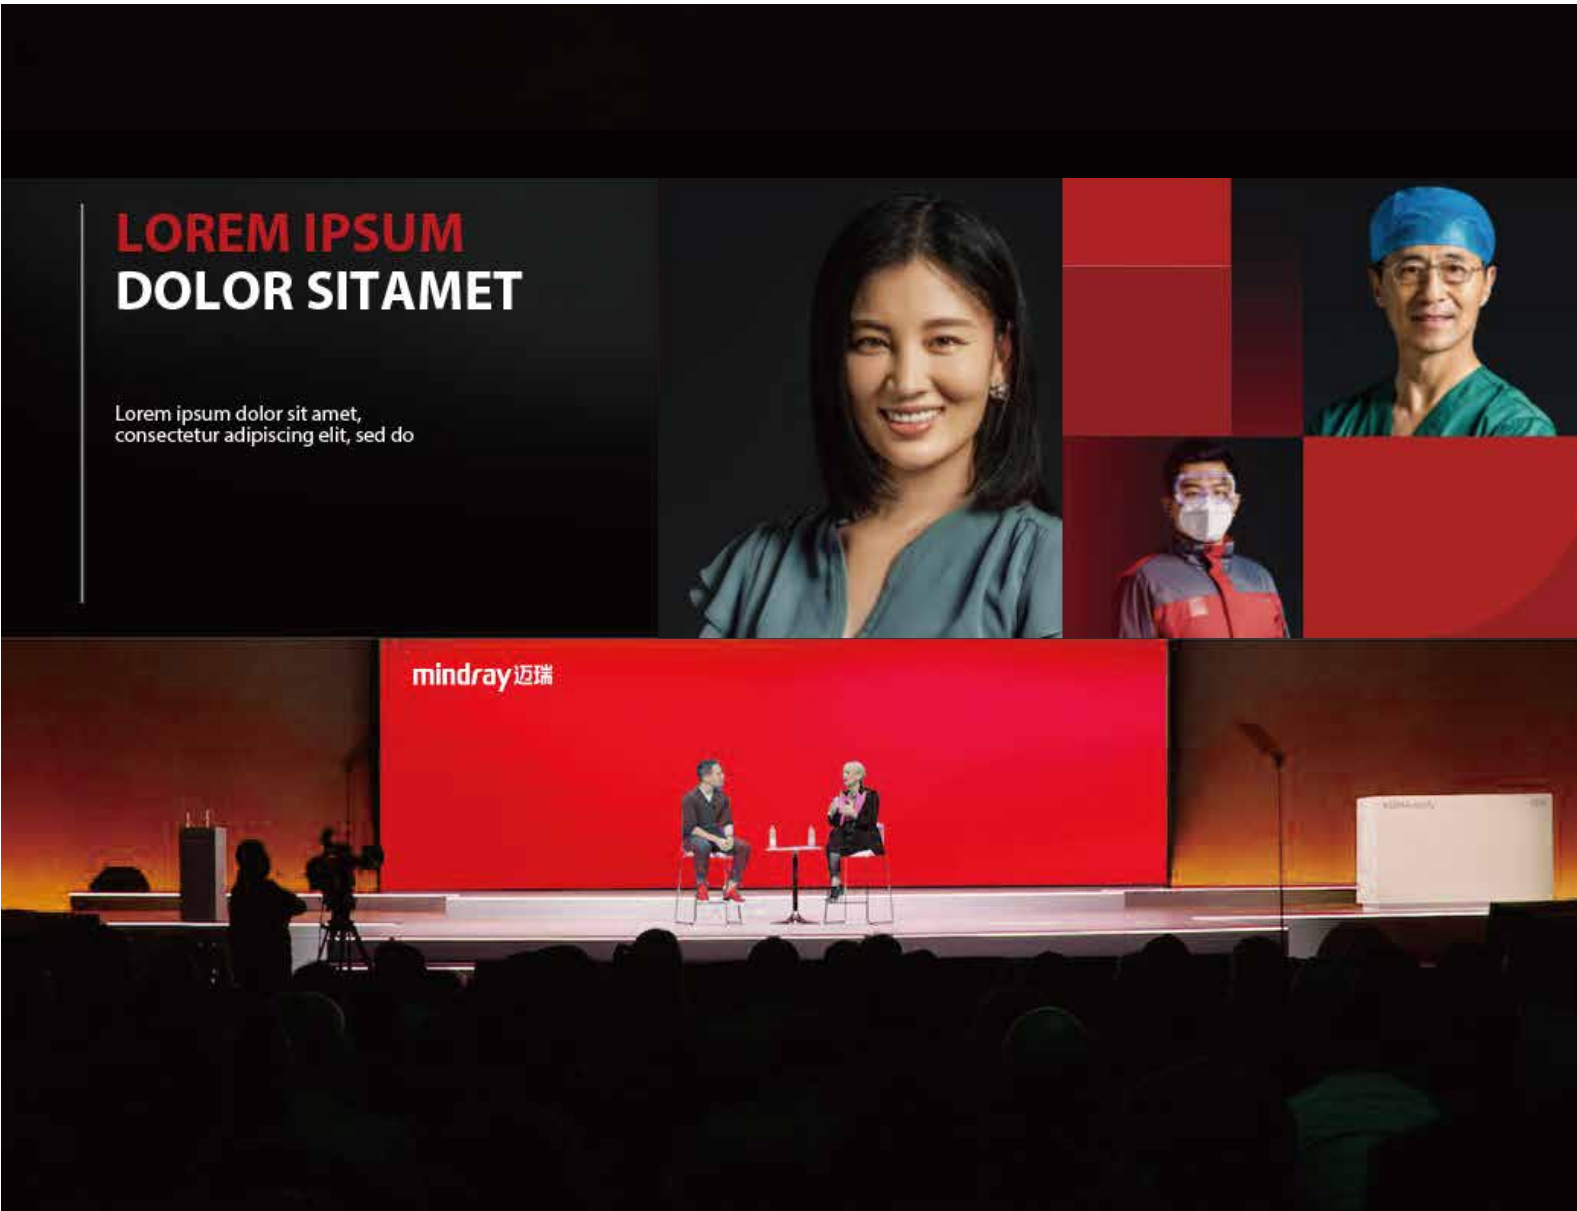 LOREM IPSUM
DOLOR SITAMET
Lorem ipsum dolor sit amet,
consectetur adipiscing elit, sed do
mindray迈瑞